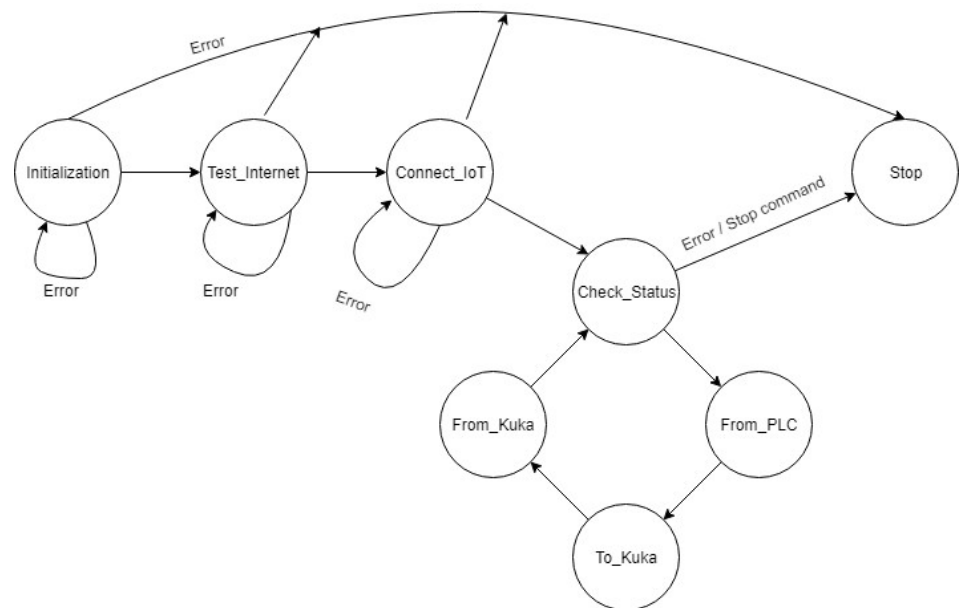 Error
Initialization
Test_Internet
Connect_IoT
Stop
Error / Stop command
Error
Error
Error
Check_Status
From_Kuka
From_PLC
To_Kuka